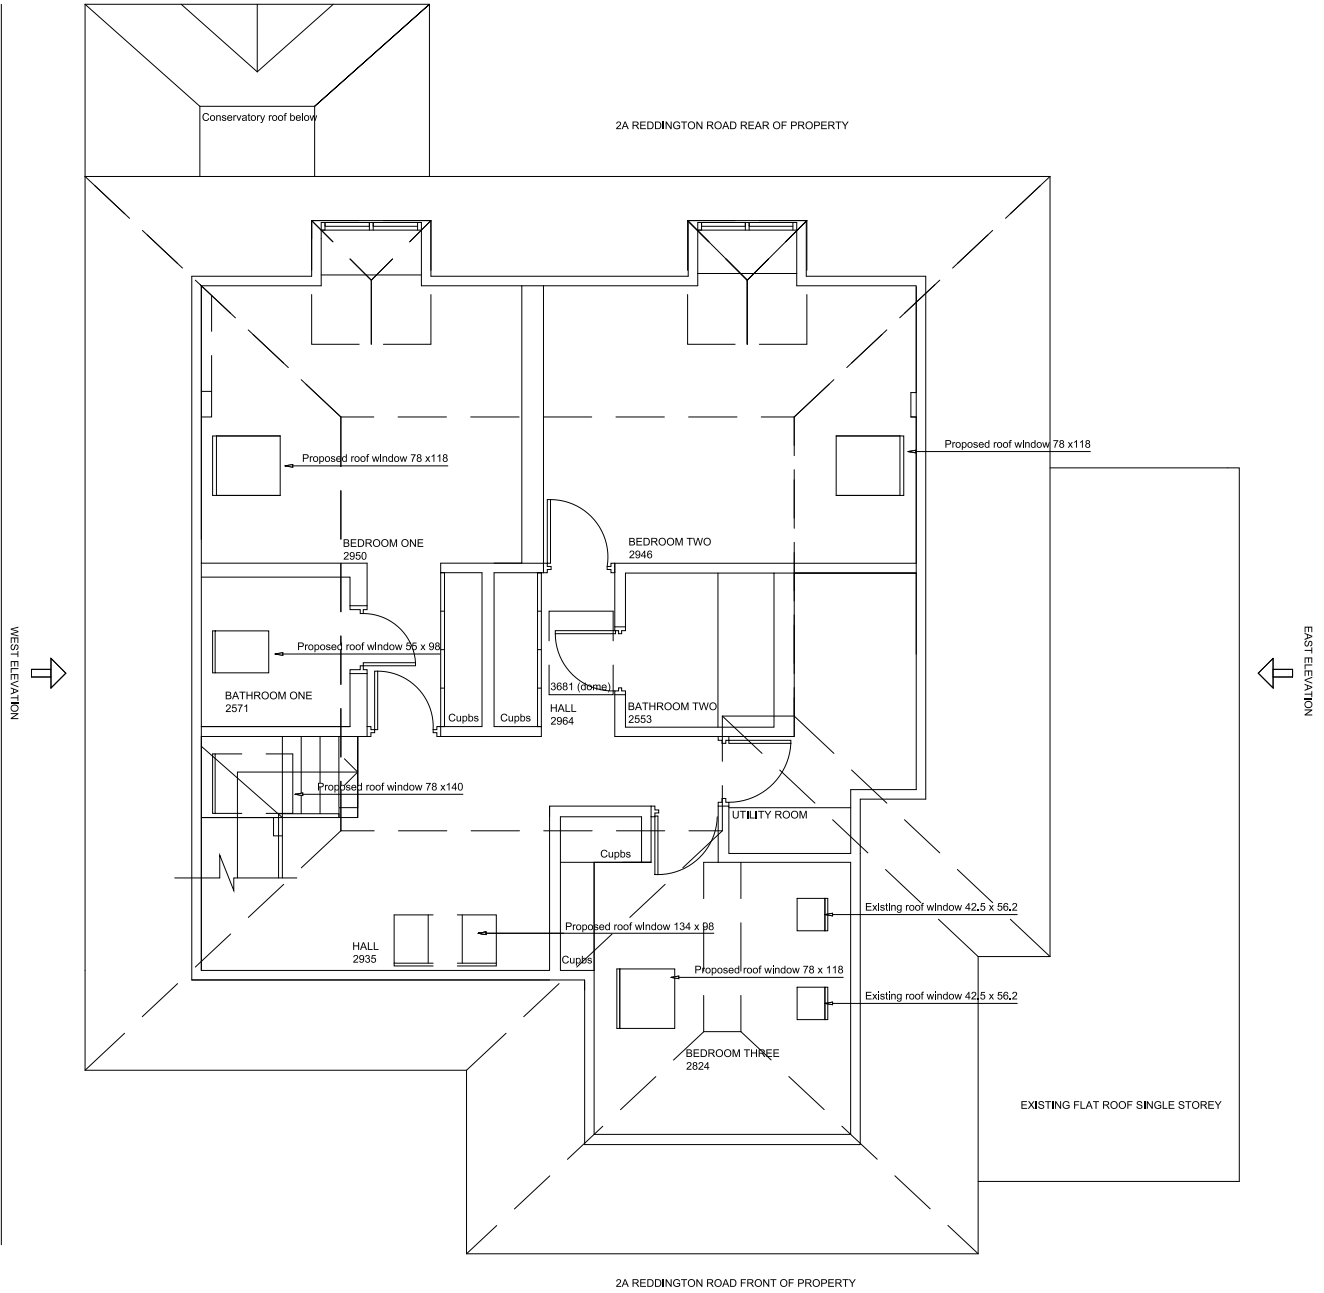 Conservatory roof below
2A REDDINGTON ROAD REAR OF PROPERTY
Proposed roof window 78 x118
Proposed roof window 78 x118
BEDROOM ONE
2950
BEDROOM TWO
2946
WEST ELEVATION
EAST ELEVATION
Proposed roof window 55 x 98
BATHROOM ONE
2571
3681 (dome)
HALL
2964
BATHROOM TWO
2553
Cupbs
Cupbs
Proposed roof window 78 x140
UTILITY ROOM
Cupbs
Existing roof window 42.5 x 56.2
Proposed roof window 134 x 98
HALL
2935
Cupbs
Proposed roof window 78 x 118
Existing roof window 42.5 x 56.2
BEDROOM THREE
2824
EXISTING FLAT ROOF SINGLE STOREY
2A REDDINGTON ROAD FRONT OF PROPERTY